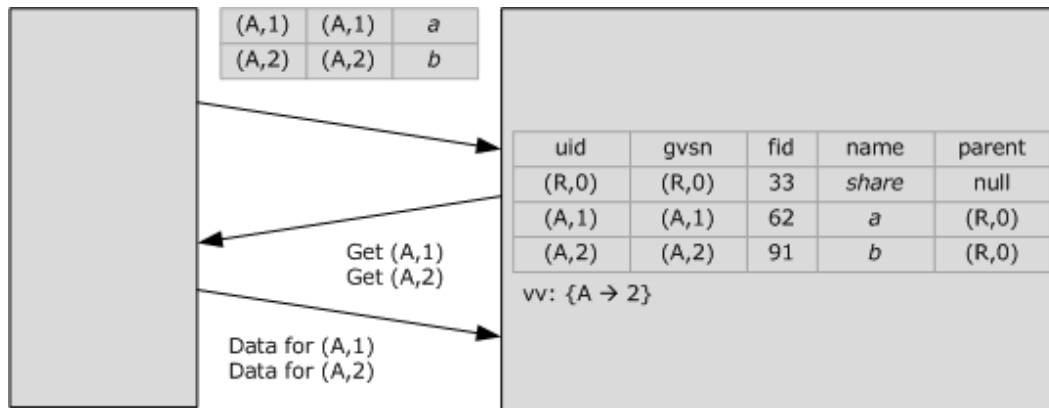 (A,1) (A,1) a
(A,2) (A,2) b
uid gvsn fid name parent
(R,0) (R,0) 33 share null
(A,1) (A,1) 62 a (R,0)
(A,2) (A,2) 91 b (R,0)
vv: {A → 2}
Get (A,1)
Get (A,2)
Data for (A,1)
Data for (A,2)